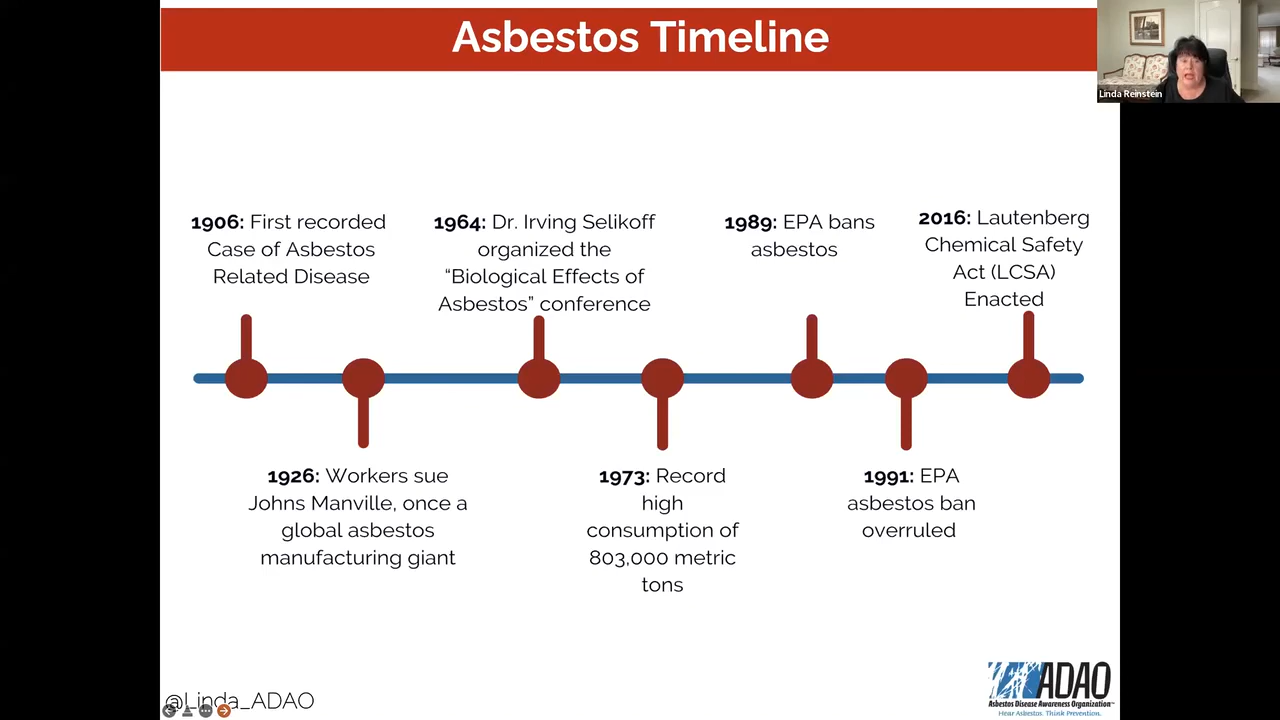 Asbestos Timeline
Linda Reinstein
1906: First recorded
Case of Asbestos
Related Disease
1964: Dr. Irving Selikoff
organized the
“Biological Effects of
Asbestos” conference
1989: EPA bans
asbestos
2016: Lautenberg
Chemical Safety
Act (LCSA)
Enacted
1926: Workers sue
Johns Manville, once a
global asbestos
manufacturing giant
1973: Record
high
consumption of
803,000 metric
tons
1991: EPA
asbestos ban
overruled
@Linda_ADAO
ADAO
Asbestos Disease Awareness Organization™
Hear Asbestos. Think Prevention.